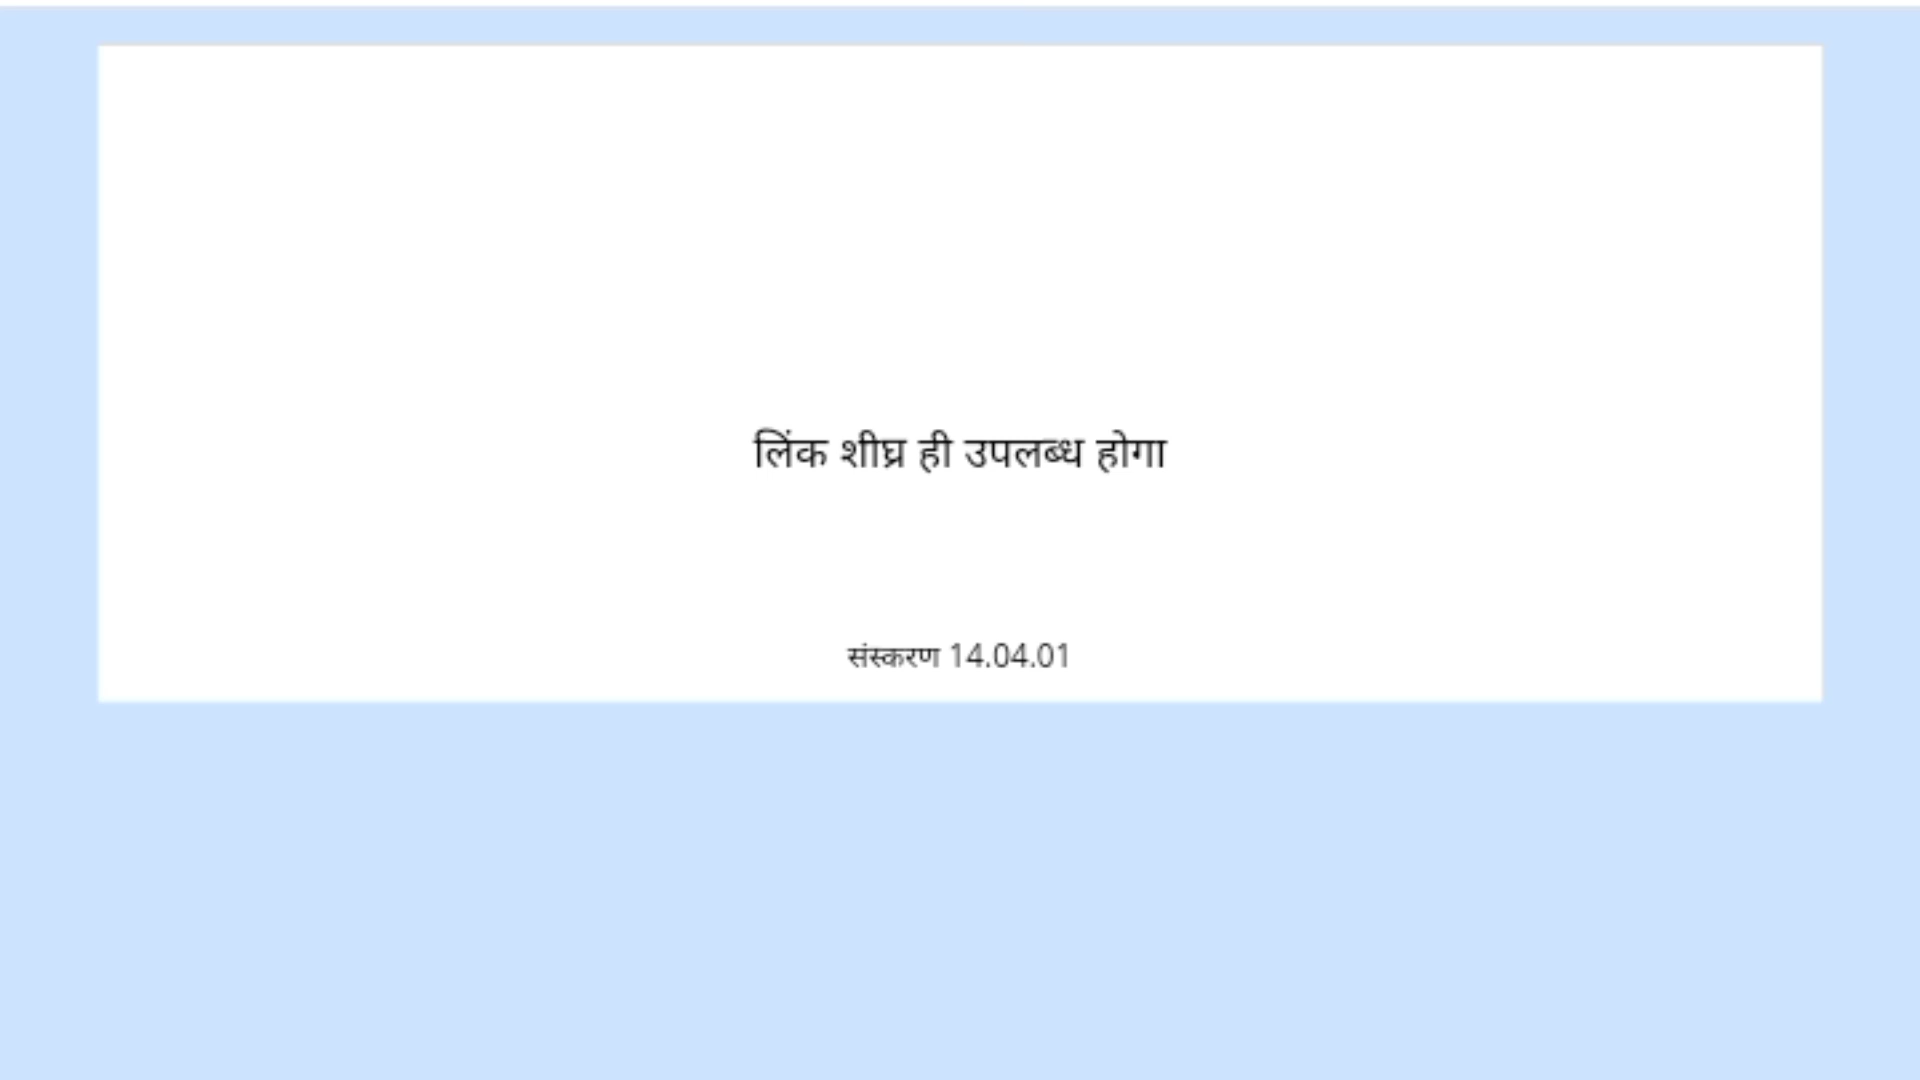 लिंक शीघ्र ही उपलब्ध होगा
संस्करण 14.04.01